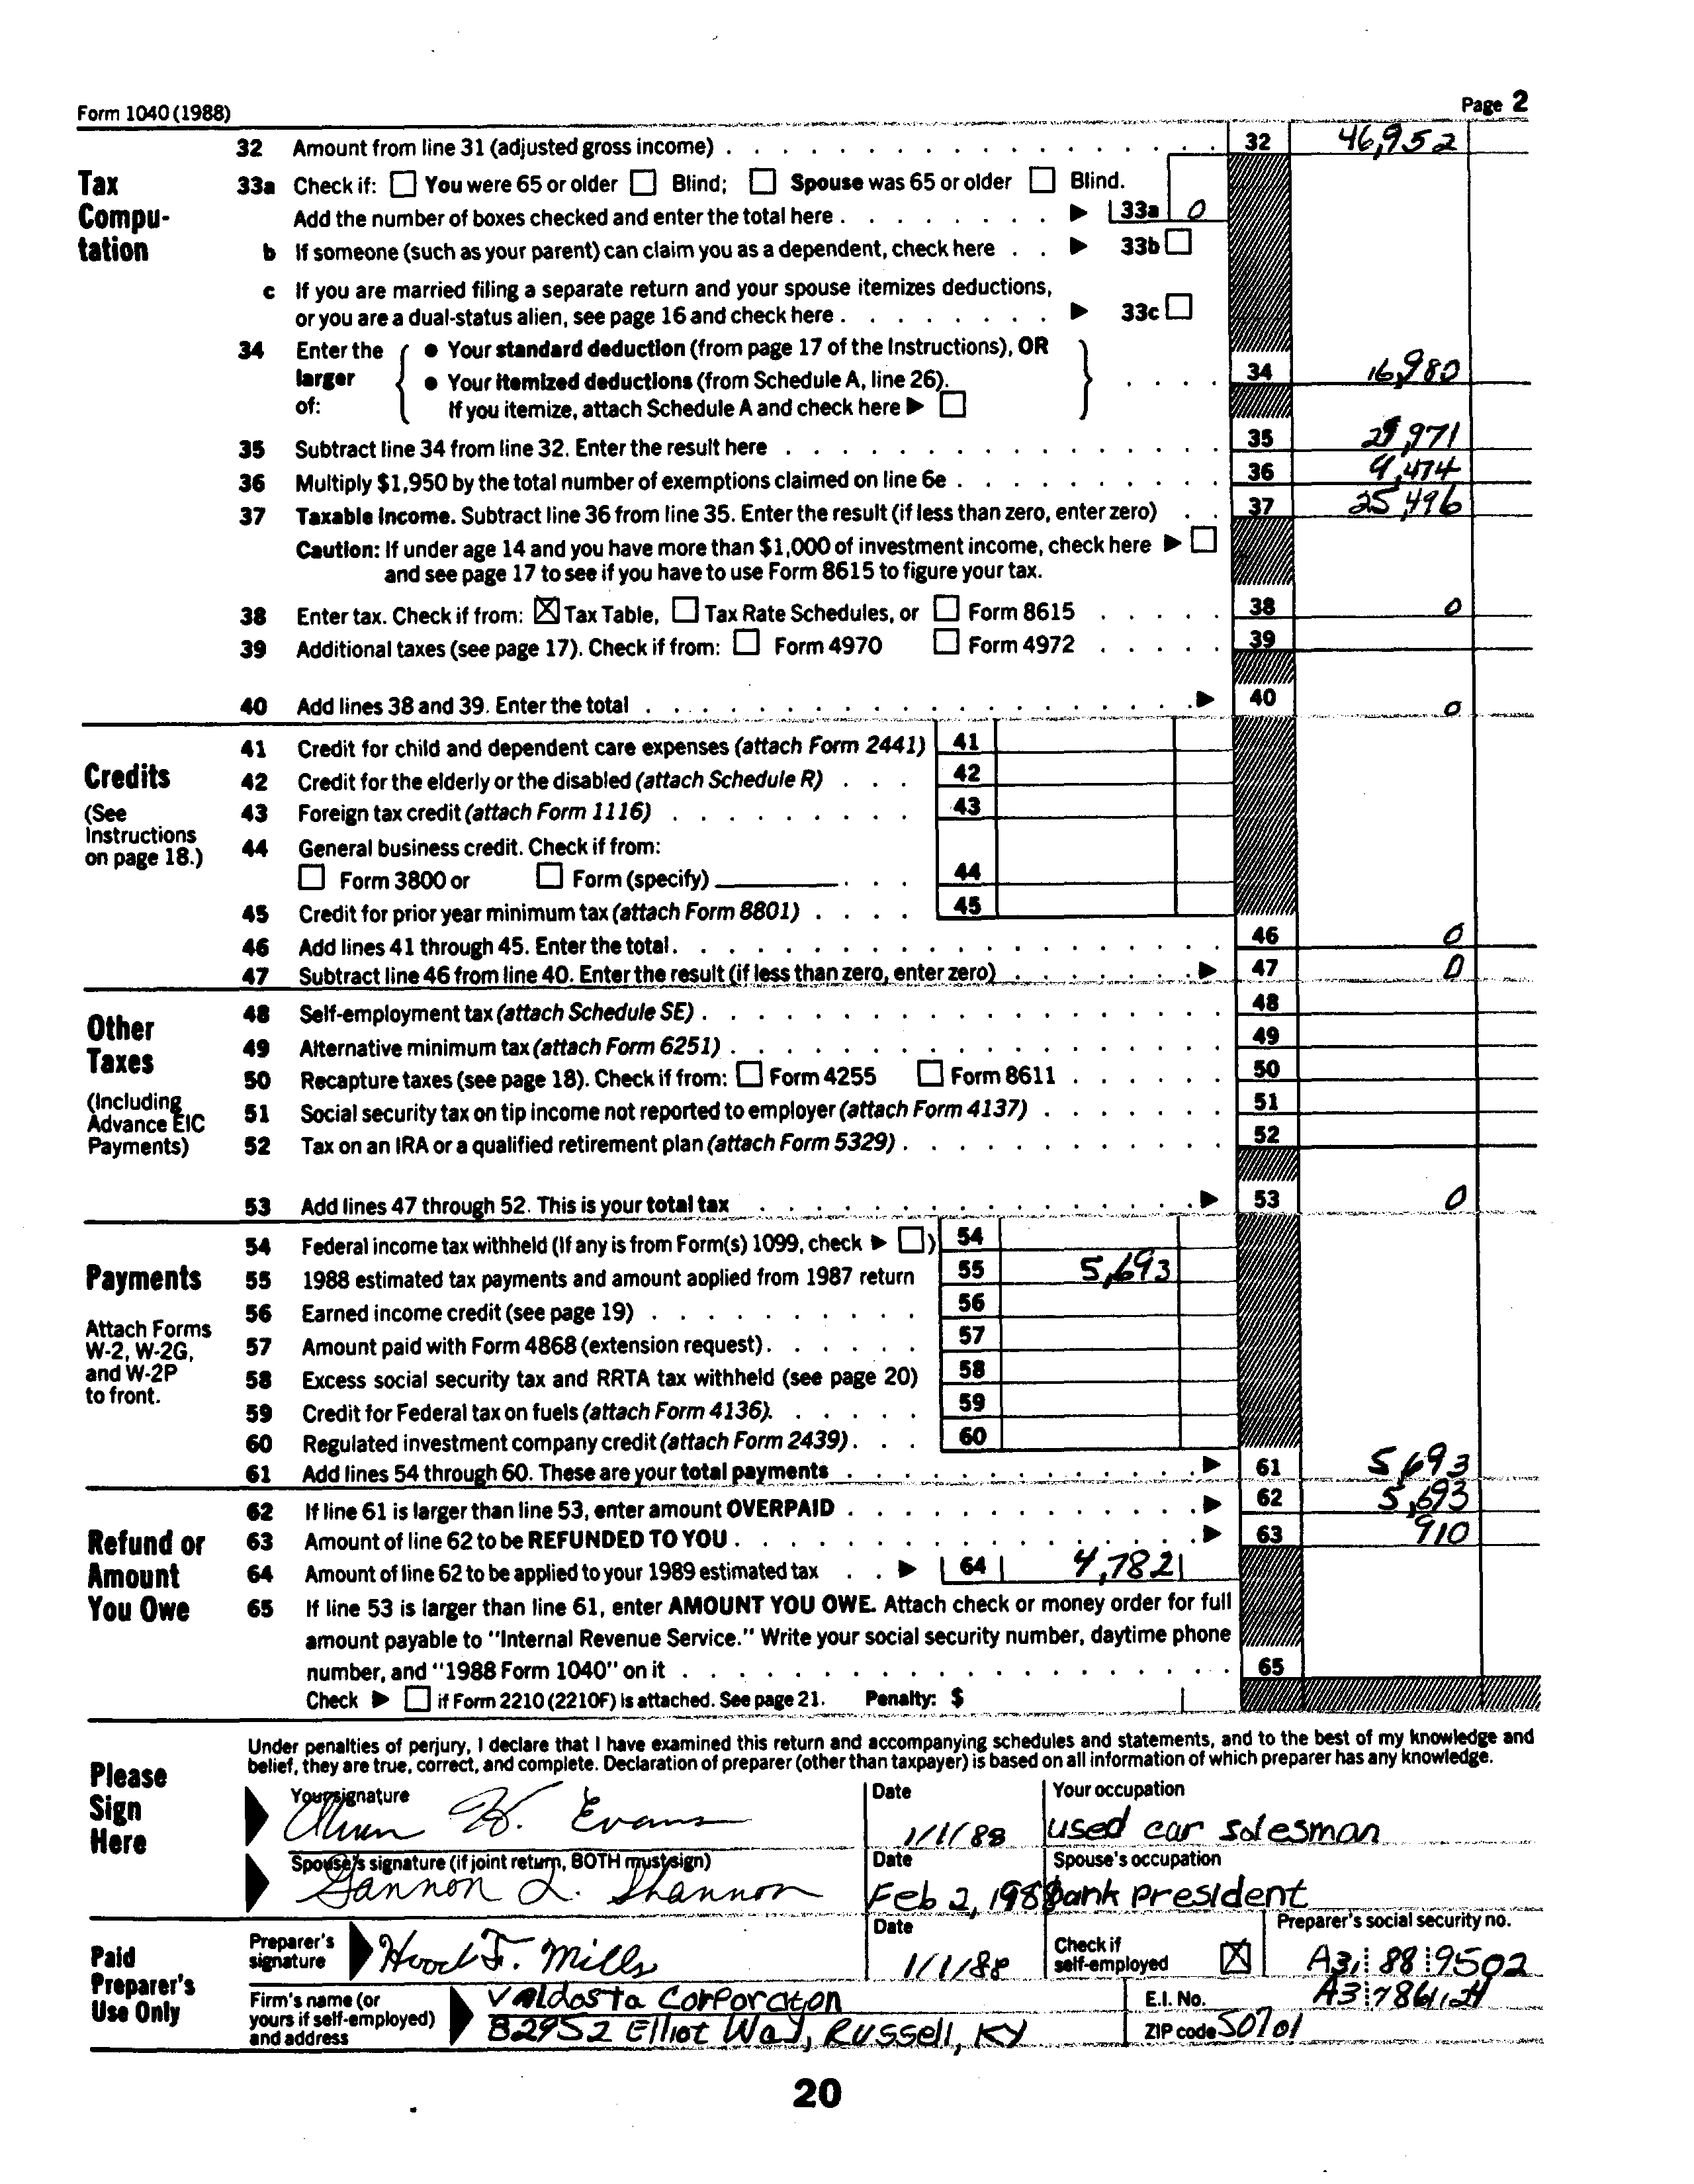 Form 1040 (1988) Page 2
32 Amount from line 31 (adjusted gross income) 32 46,952
Tax Compu-tation
33a Check if: You were 65 or older Blind; Spouse was 65 or older Blind.
Add the number of boxes checked and enter the total here 33a 0
b If someone (such as your parent) can claim you as a dependent, check here 33b
c If you are married filing a separate return and your spouse itemizes deductions,
or you are a dual-status alien, see page 16 and check here 33c
34 Enter the larger of:
• Your standard deduction (from page 17 of the Instructions), OR
• Your itemized deductions (from Schedule A, line 26).
If you itemize, attach Schedule A and check here
34 16,980
35 Subtract line 34 from line 32. Enter the result here 35 29,971
36 Multiply $1,950 by the total number of exemptions claimed on line 6e 36 4,474
37 Taxable income. Subtract line 36 from line 35. Enter the result (if less than zero, enter zero) 37 25,496
Caution: If under age 14 and you have more than $1,000 of investment income, check here
and see page 17 to see if you have to use Form 8615 to figure your tax.
38 Enter tax. Check if from: Tax Table, Tax Rate Schedules, or Form 8615 38 0
39 Additional taxes (see page 17). Check if from: Form 4970 Form 4972 39
40 Add lines 38 and 39. Enter the total 40 0
Credits
(See Instructions on page 18.)
41 Credit for child and dependent care expenses (attach Form 2441) 41
42 Credit for the elderly or the disabled (attach Schedule R) 42
43 Foreign tax credit (attach Form 1116) 43
44 General business credit. Check if from:
Form 3800 or Form (specify) 44
45 Credit for prior year minimum tax (attach Form 8801) 45
46 Add lines 41 through 45. Enter the total. 46 0
47 Subtract line 46 from line 40. Enter the result (if less than zero, enter zero) 47 0
Other Taxes
(Including Advance EIC Payments)
48 Self-employment tax (attach Schedule SE) 48
49 Alternative minimum tax (attach Form 6251) 49
50 Recapture taxes (see page 18). Check if from: Form 4255 Form 8611 50
51 Social security tax on tip income not reported to employer (attach Form 4137) 51
52 Tax on an IRA or a qualified retirement plan (attach Form 5329) 52
53 Add lines 47 through 52. This is your total tax 53 0
Payments
Attach Forms W-2, W-2G, and W-2P to front.
54 Federal income tax withheld (If any is from Form(s) 1099, check ) 54
55 1988 estimated tax payments and amount applied from 1987 return 55 5,693
56 Earned income credit (see page 19) 56
57 Amount paid with Form 4868 (extension request) 57
58 Excess social security tax and RRTA tax withheld (see page 20) 58
59 Credit for Federal tax on fuels (attach Form 4136). 59
60 Regulated investment company credit (attach Form 2439) 60
61 Add lines 54 through 60. These are your total payments 61 5,693
Refund or Amount You Owe
62 If line 61 is larger than line 53, enter amount OVERPAID 62 5,693
63 Amount of line 62 to be REFUNDED TO YOU 63 910
64 Amount of line 62 to be applied to your 1989 estimated tax 64 4,782
65 If line 53 is larger than line 61, enter AMOUNT YOU OWE. Attach check or money order for full
amount payable to "Internal Revenue Service." Write your social security number, daytime phone
number, and "1988 Form 1040" on it 65
Check if Form 2210 (2210F) is attached. See page 21. Penalty: $
Please Sign Here
Under penalties of perjury, I declare that I have examined this return and accompanying schedules and statements, and to the best of my knowledge and
belief, they are true, correct, and complete. Declaration of preparer (other than taxpayer) is based on all information of which preparer has any knowledge.
Your signature Date Your occupation
H. Evans 1/1/88 used car salesman
Spouse's signature (if joint return, BOTH must sign) Date Spouse's occupation
Gannon L. Shannon Feb 2, 1988 bank president
Paid Preparer's Use Only
Preparer's signature Date Check if self-employed Preparer's social security no.
Hood F. Mills 1/1/88 A3, 88 9502
Firm's name (or yours if self-employed) and address
Valdosta Corporation E.I. No.
82952 Elliot Way, Russell, KY ZIP code 50701
20